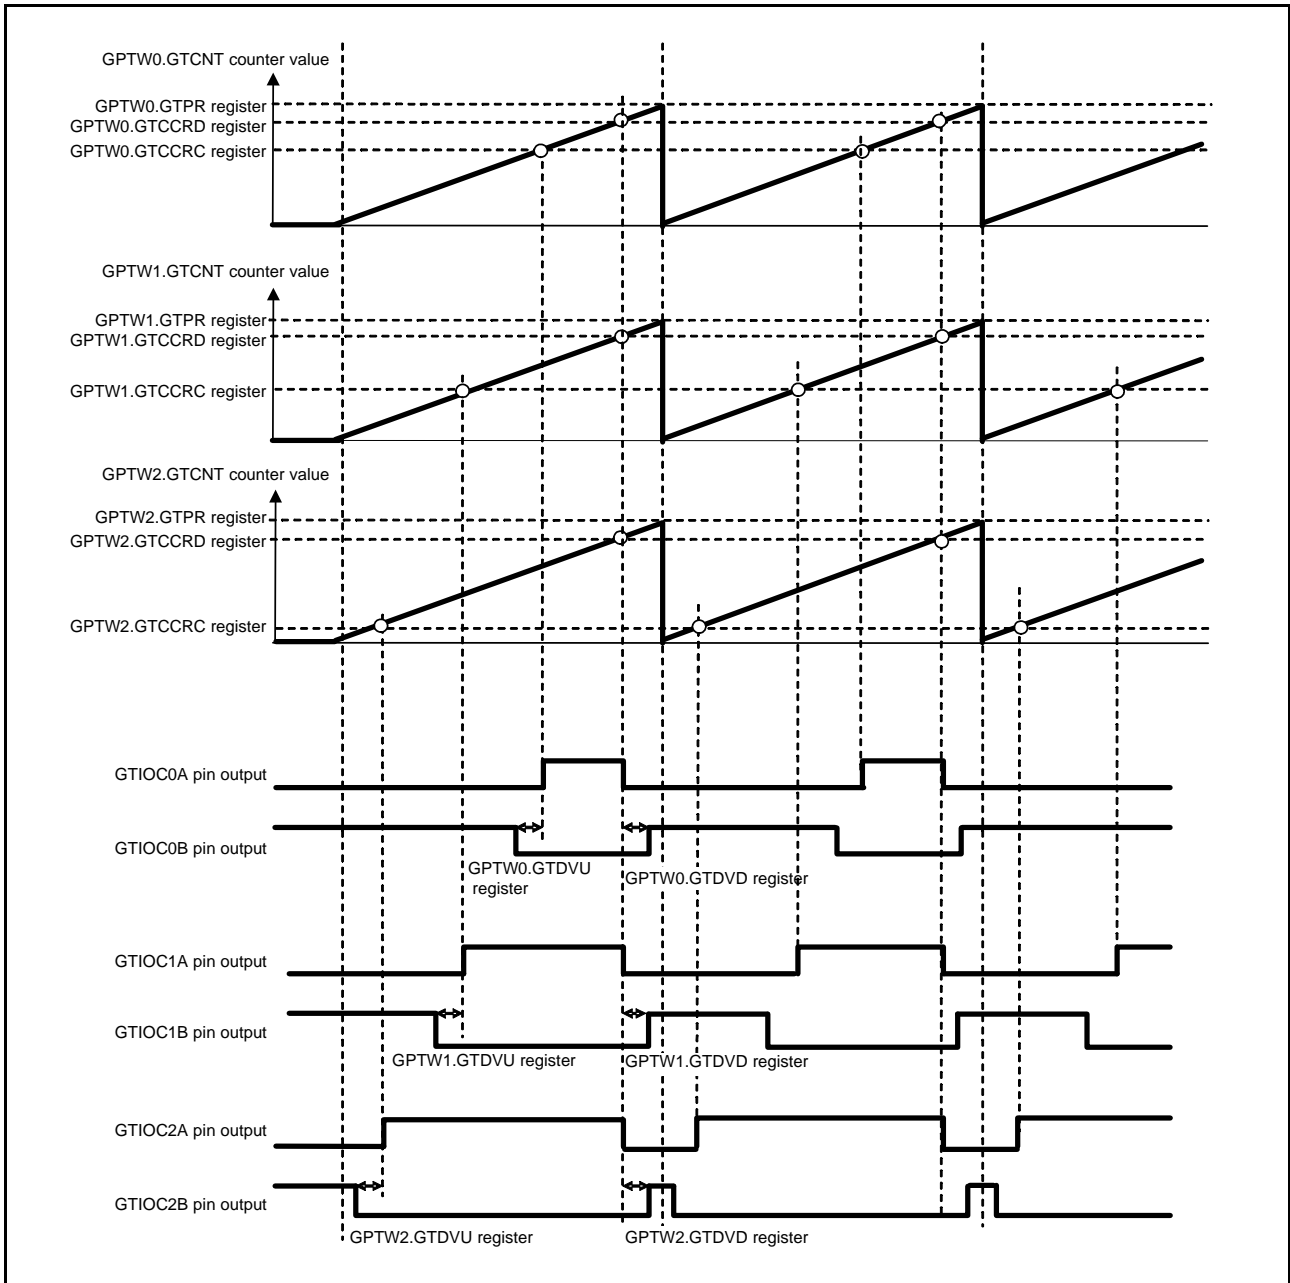 GPTW0.GTCNT counter value
GPTW0.GTPR register
GPTW0.GTCCRD register
GPTW0.GTCCRC register
GPTW1.GTCNT counter value
GPTW1.GTPR register
GPTW1.GTCCRD register
GPTW1.GTCCRC register
GPTW2.GTCNT counter value
GPTW2.GTPR register
GPTW2.GTCCRD register
GPTW2.GTCCRC register
GTIOC0A pin output
GTIOC0B pin output
GPTW0.GTDVU
register
GPTW0.GTDVD register
GTIOC1A pin output
GTIOC1B pin output
GPTW1.GTDVU register
GPTW1.GTDVD register
GTIOC2A pin output
GTIOC2B pin output
GPTW2.GTDVU register
GPTW2.GTDVD register